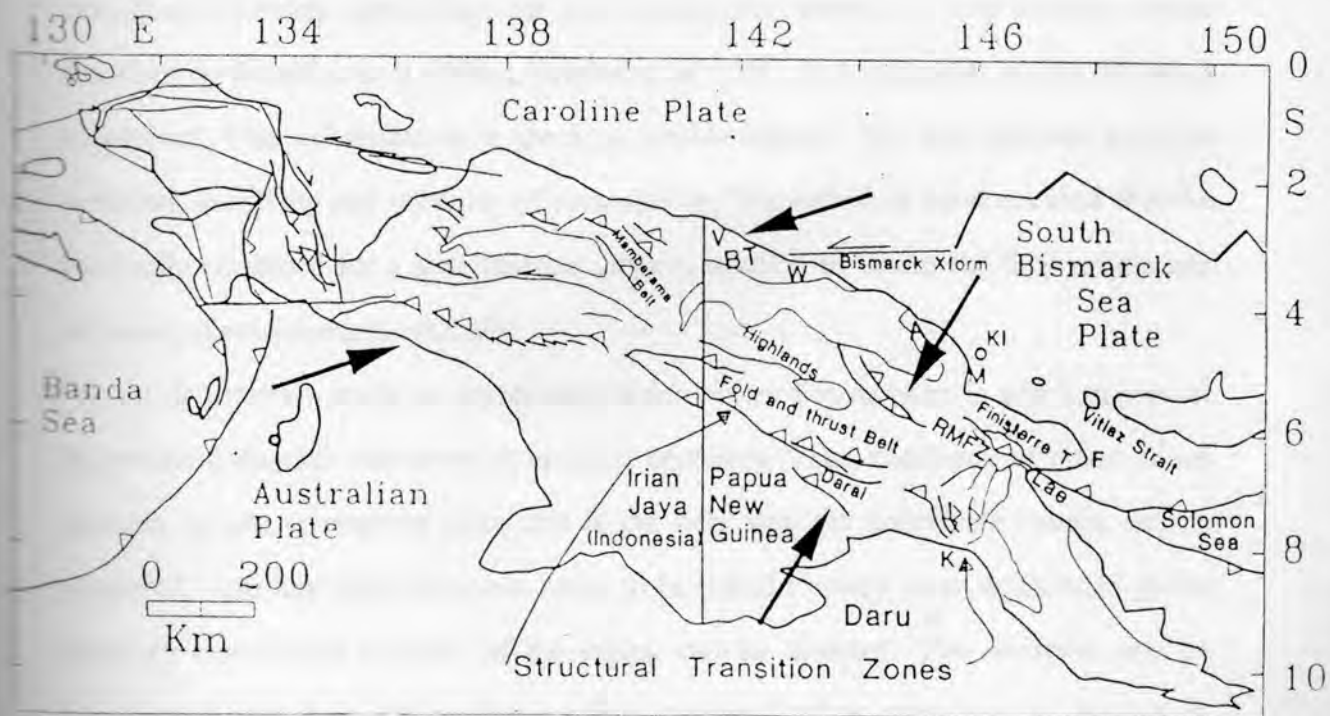 130 E 134 138 142 146 150
0
S
Caroline Plate
2
South
Bismarck
Sea
Plate
V
BT
W
Bismarck Xform
Mamberamo
Belt
4
KI
M
Highlands
Banda
Sea
Fold and thrust Belt
RMFZ
Finisterre T
F
Vitiaz Strait
6
Australian
Plate
Irian
Jaya
(Indonesia)
Papua
New
Guinea
Darai
Lae
Solomon
Sea
0 200
Km
8
K
Daru
Structural Transition Zones
10